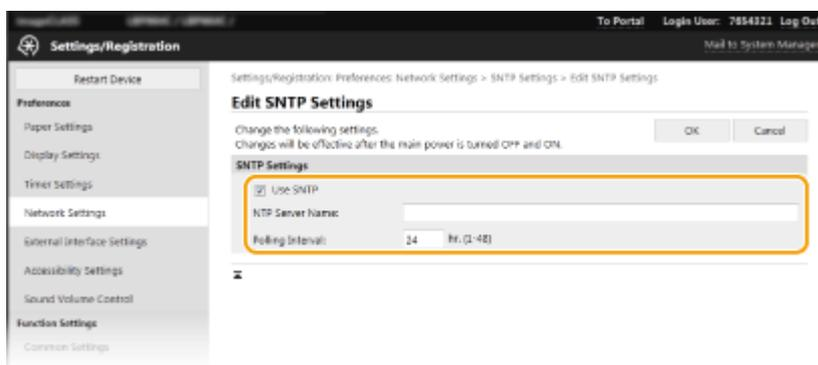 To Portal Login User: 7654321 Log Out
Settings/Registration
Mail to System Manager
Restart Device
Preferences
Paper Settings
Display Settings
Timer Settings
Network Settings
External Interface Settings
Accessibility Settings
Sound Volume Control
Function Settings
Common Settings
Settings/Registration: Preferences: Network Settings > SNTP Settings > Edit SNTP Settings
Edit SNTP Settings
Change the following settings.
Changes will be effective after the main power is turned OFF and ON.
OK Cancel
SNTP Settings
Use SNTP
NTP Server Name:
Polling Interval: 24 hr. (1-48)